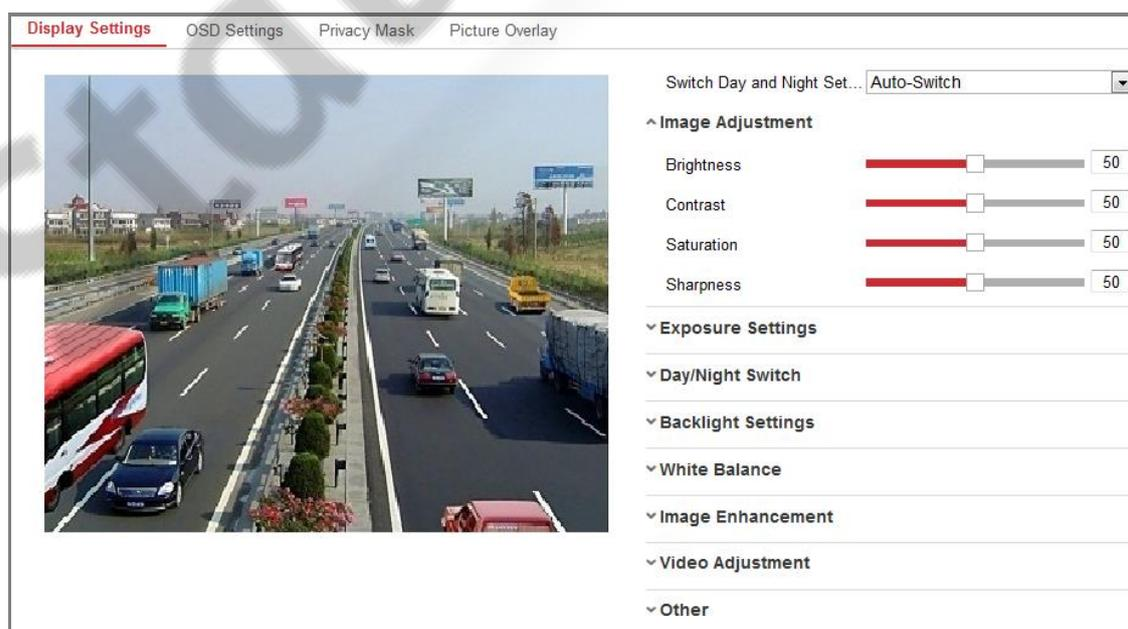 Display Settings OSD Settings Privacy Mask Picture Overlay
Switch Day and Night Set... Auto-Switch
Image Adjustment
Brightness 50
Contrast 50
Saturation 50
Sharpness 50
Exposure Settings
Day/Night Switch
Backlight Settings
White Balance
Image Enhancement
Video Adjustment
Other